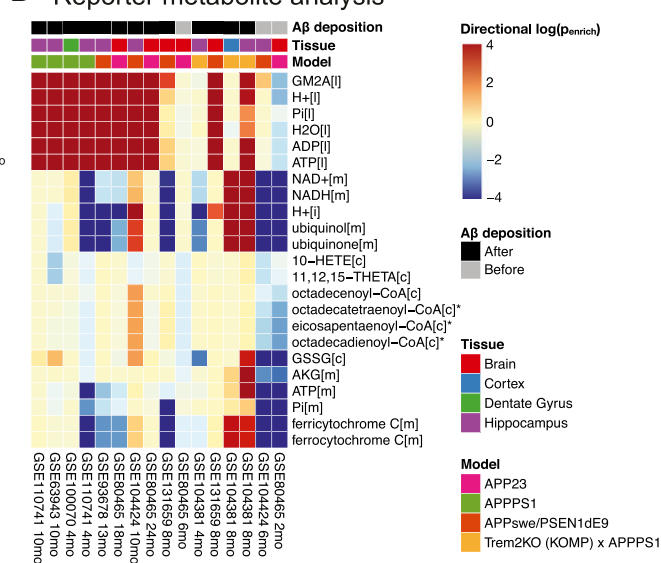 Reporter metabolite analysis
Aβ deposition
Tissue
Model
GM2A[l]
H+[l]
Pi[l]
H2O[l]
ADP[l]
ATP[l]
NAD+[m]
NADH[m]
H+[i]
ubiquinol[m]
ubiquinone[m]
10−HETE[c]
11,12,15−THETA[c]
octadecenoyl−CoA[c]
octadecatetraenoyl−CoA[c]*
eicosapentaenoyl−CoA[c]*
octadecadienoyl−CoA[c]*
GSSG[c]
AKG[m]
ATP[m]
Pi[m]
ferricytochrome C[m]
ferrocytochrome C[m]
GSE110741 10mo
GSE63943 10mo
GSE100070 4mo
GSE110741 4mo
GSE93678 13mo
GSE80465 18mo
GSE104424 10mo
GSE80465 24mo
GSE131659 8mo
GSE80465 6mo
GSE104381 4mo
GSE131659 8mo
GSE104381 8mo
GSE104381 8mo
GSE104424 6mo
GSE80465 2mo
Directional log(penrich)
4
2
0
−2
−4
Aβ deposition
After
Before
Tissue
Brain
Cortex
Dentate Gyrus
Hippocampus
Model
APP23
APPPS1
APPswe/PSEN1dE9
Trem2KO (KOMP) x APPPS1